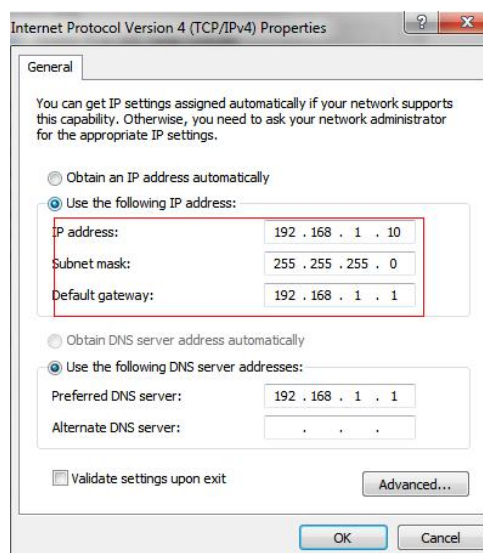 Internet Protocol Version 4 (TCP/IPv4) Properties
?
X
General
You can get IP settings assigned automatically if your network supports
this capability. Otherwise, you need to ask your network administrator
for the appropriate IP settings.
Obtain an IP address automatically
Use the following IP address:
IP address: 192 . 168 . 1 . 10
Subnet mask: 255 . 255 . 255 . 0
Default gateway: 192 . 168 . 1 . 1
Obtain DNS server address automatically
Use the following DNS server addresses:
Preferred DNS server: 192 . 168 . 1 . 1
Alternate DNS server: . . .
Validate settings upon exit
Advanced...
OK Cancel